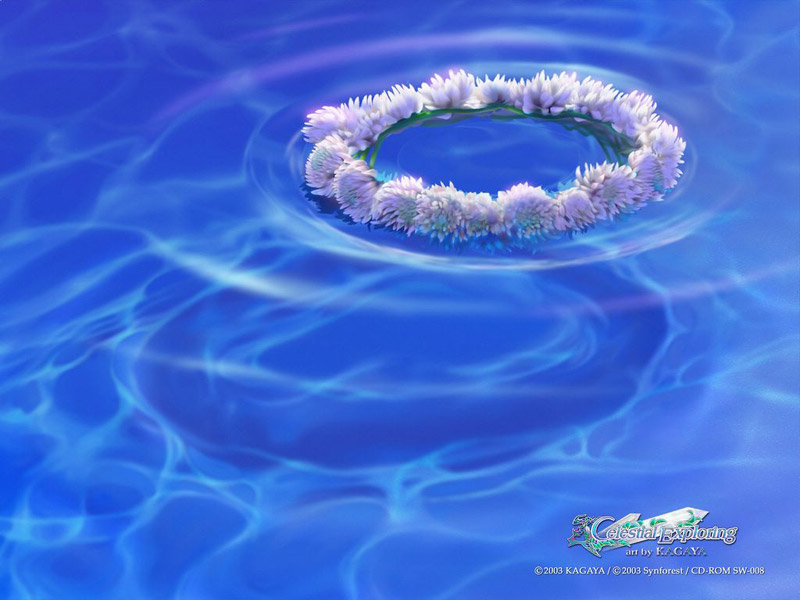 Celestial Exploring
art by KAGAYA
©2003 KAGAYA / ©2003 Synforest / CD-ROM SW-008